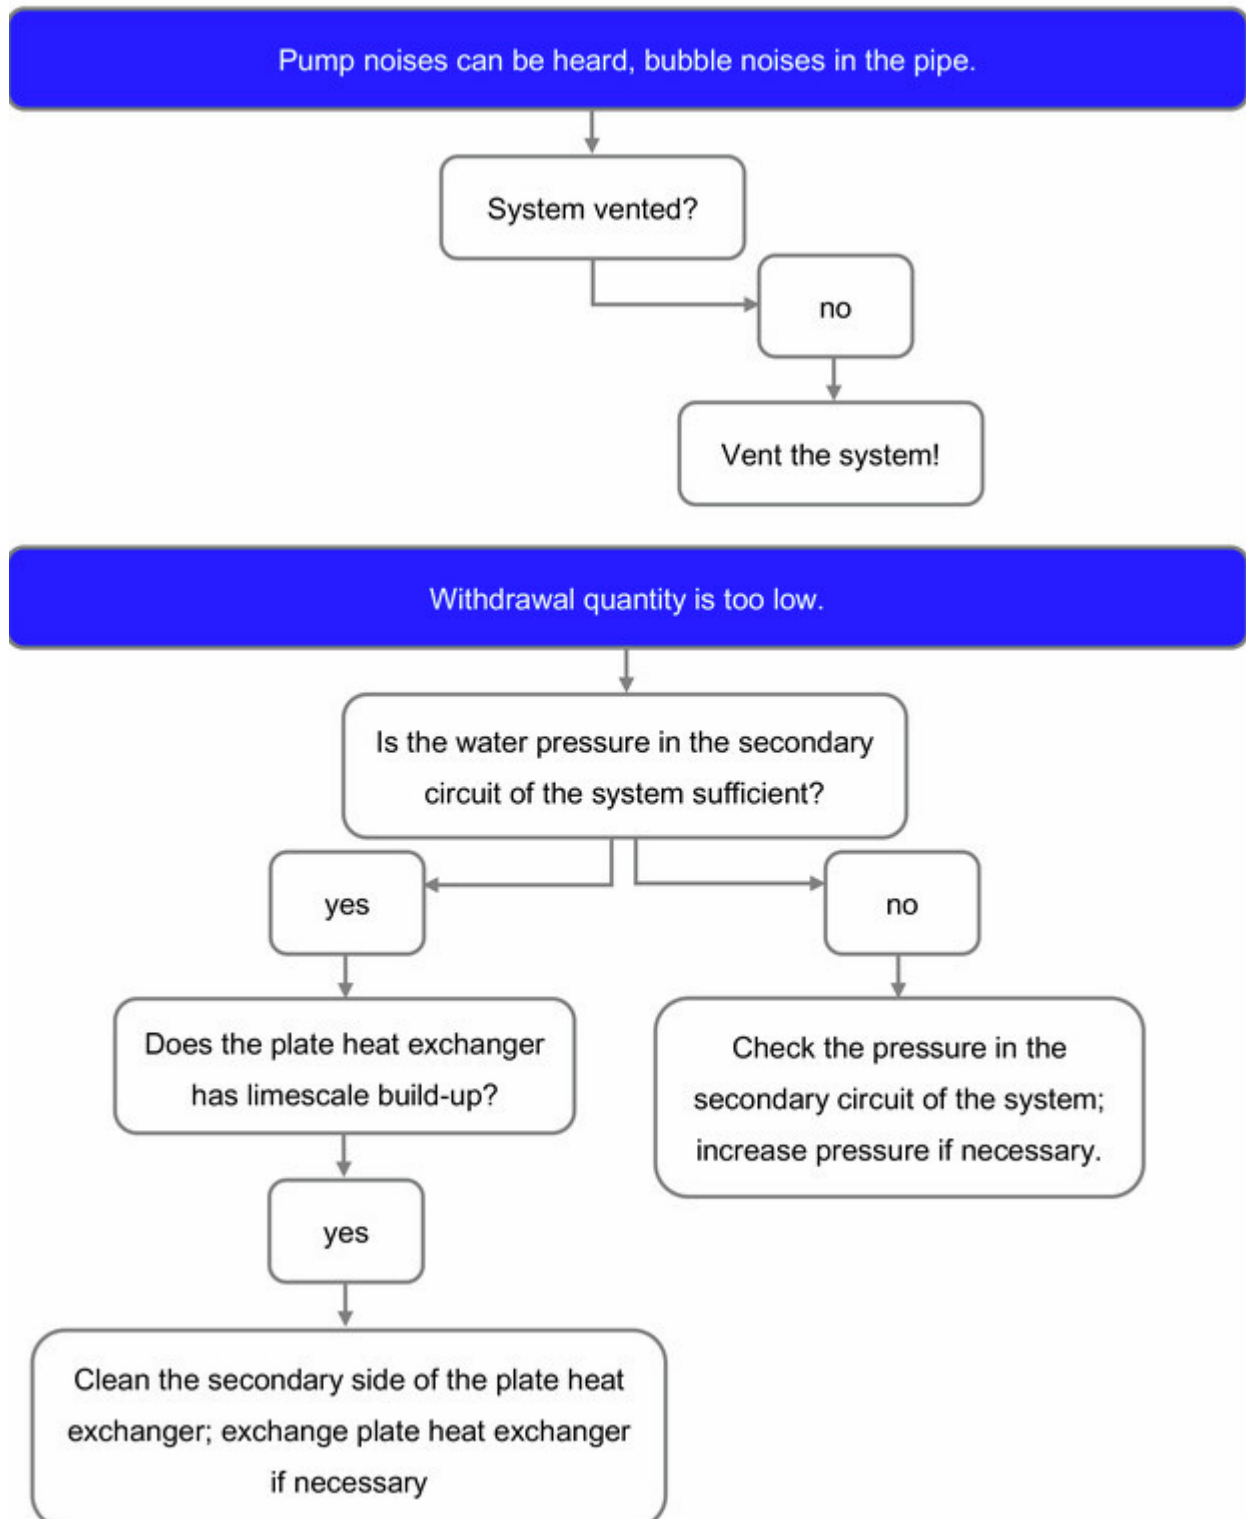 Pump noises can be heard, bubble noises in the pipe.
System vented?
no
Vent the system!
Withdrawal quantity is too low.
Is the water pressure in the secondary
circuit of the system sufficient?
yes
no
Does the plate heat exchanger
has limescale build-up?
Check the pressure in the
secondary circuit of the system;
increase pressure if necessary.
yes
Clean the secondary side of the plate heat
exchanger; exchange plate heat exchanger
if necessary